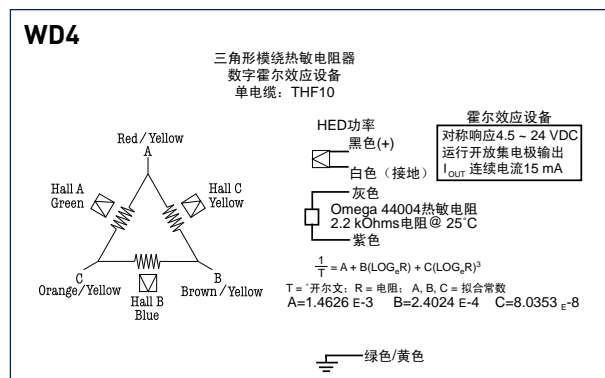 WD4
三角形模绕热敏电阻器
数字霍尔效应设备
单电缆：THF10
Red/Yellow
A
Hall A
Green
Hall C
Yellow
C
Orange/Yellow
Hall B
Blue
B
Brown/Yellow
HED功率
黑色(+)
白色（接地）
灰色
Omega 44004热敏电阻
2.2 kOhms电阻@ 25°C
紫色
霍尔效应设备
对称响应4.5 ~ 24 VDC
运行开放集电极输出
I OUT 连续电流15 mA
1/T = A + B(LOGeR) + C(LOGeR)³
T = °开尔文; R = 电阻; A, B, C = 拟合常数
A=1.4626 E-3 B=2.4024 E-4 C=8.0353 E-8
绿色/黄色